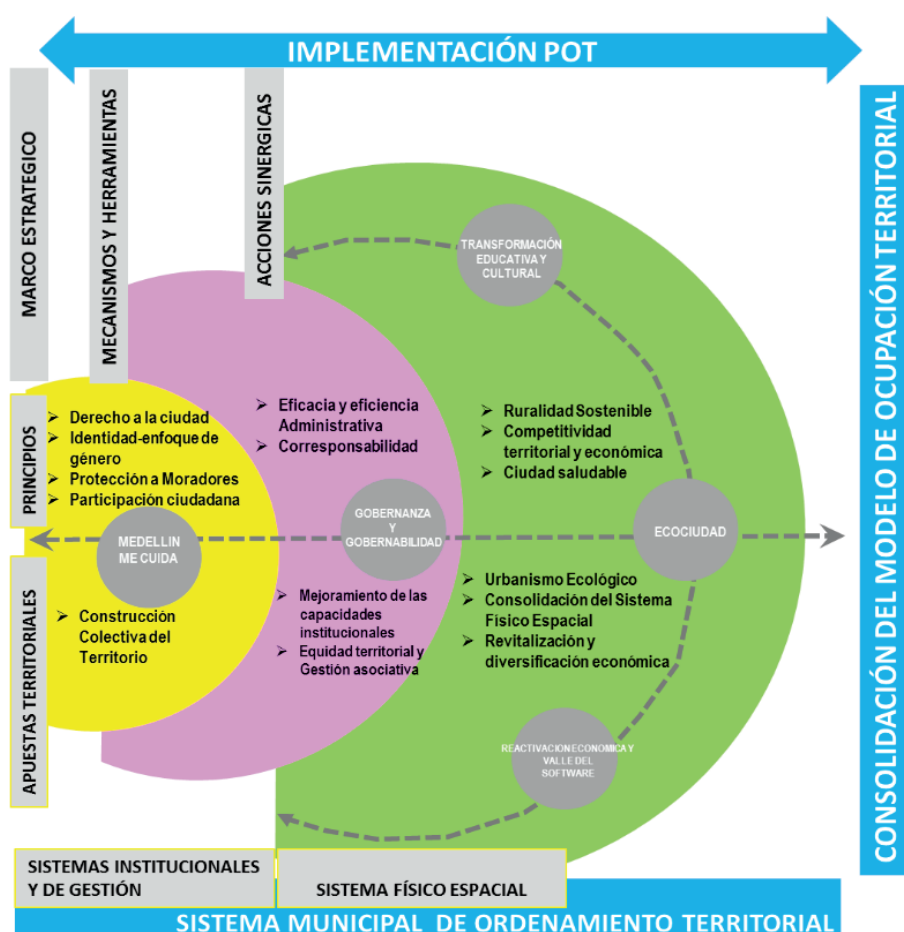 IMPLEMENTACIÓN POT
MARCO ESTRATEGICO
MECANISMOS Y HERRAMIENTAS
ACCIONES SINERGICAS
CONSOLIDACIÓN DEL MODELO DE OCUPACIÓN TERRITORIAL
TRANSFORMACIÓN
EDUCATIVA Y
CULTURAL
PRINCIPIOS
➢ Derecho a la ciudad
➢ Identidad-enfoque de
género
➢ Protección a Moradores
➢ Participación ciudadana
➢ Eficacia y eficiencia
Administrativa
➢ Corresponsabilidad
➢ Ruralidad Sostenible
➢ Competitividad
territorial y económica
➢ Ciudad saludable
MEDELLIN
ME CUIDA
GOBERNANZA
Y
GOBERNABILIDAD
ECOCIUDAD
APUESTAS TERRITORIALES
➢ Construcción
Colectiva del
Territorio
➢ Mejoramiento de las
capacidades
institucionales
➢ Equidad territorial y
Gestión asociativa
➢ Urbanismo Ecológico
➢ Consolidación del Sistema
Físico Espacial
➢ Revitalización y
diversificación económica
REACTIVACION ECONOMICA Y
VALLE DEL
SOFTWARE
SISTEMAS INSTITUCIONALES
Y DE GESTIÓN
SISTEMA FÍSICO ESPACIAL
SISTEMA MUNICIPAL DE ORDENAMIENTO TERRITORIAL